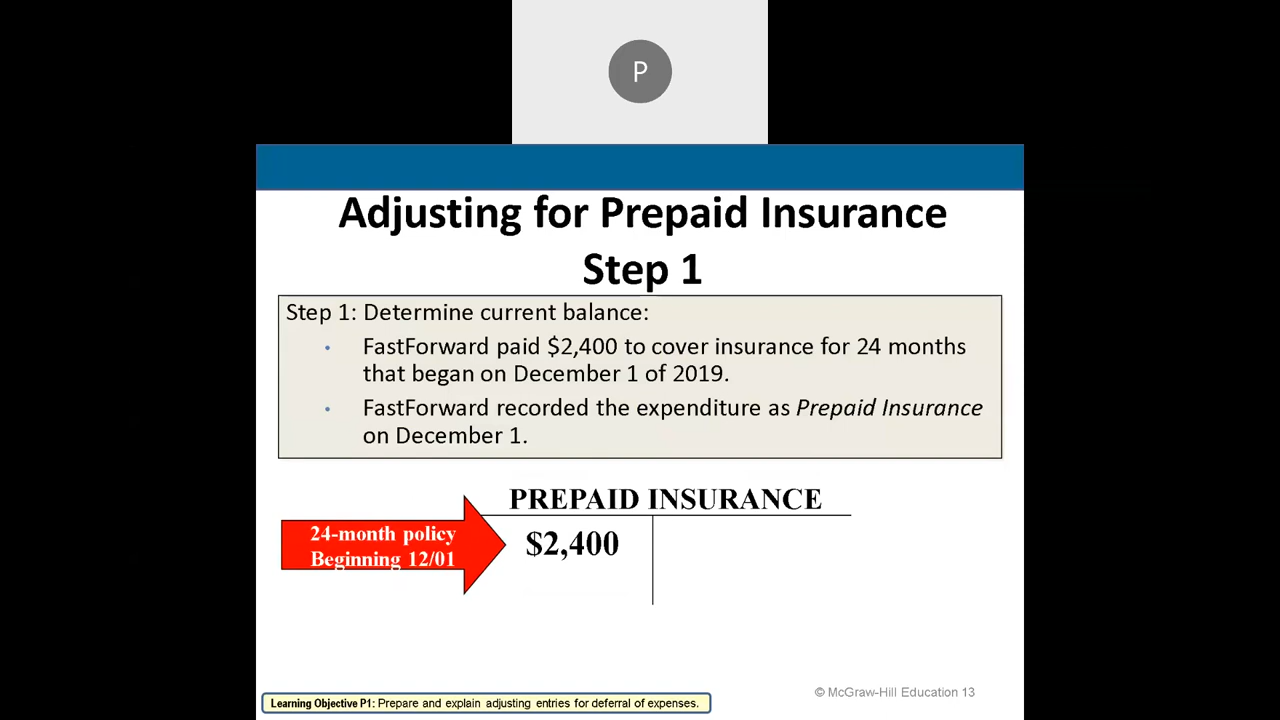 P
Adjusting for Prepaid Insurance
Step 1
Step 1: Determine current balance:
• FastForward paid $2,400 to cover insurance for 24 months
that began on December 1 of 2019.
• FastForward recorded the expenditure as Prepaid Insurance
on December 1.
PREPAID INSURANCE
24-month policy
Beginning 12/01
$2,400
© McGraw-Hill Education 13
Learning Objective P1: Prepare and explain adjusting entries for deferral of expenses.